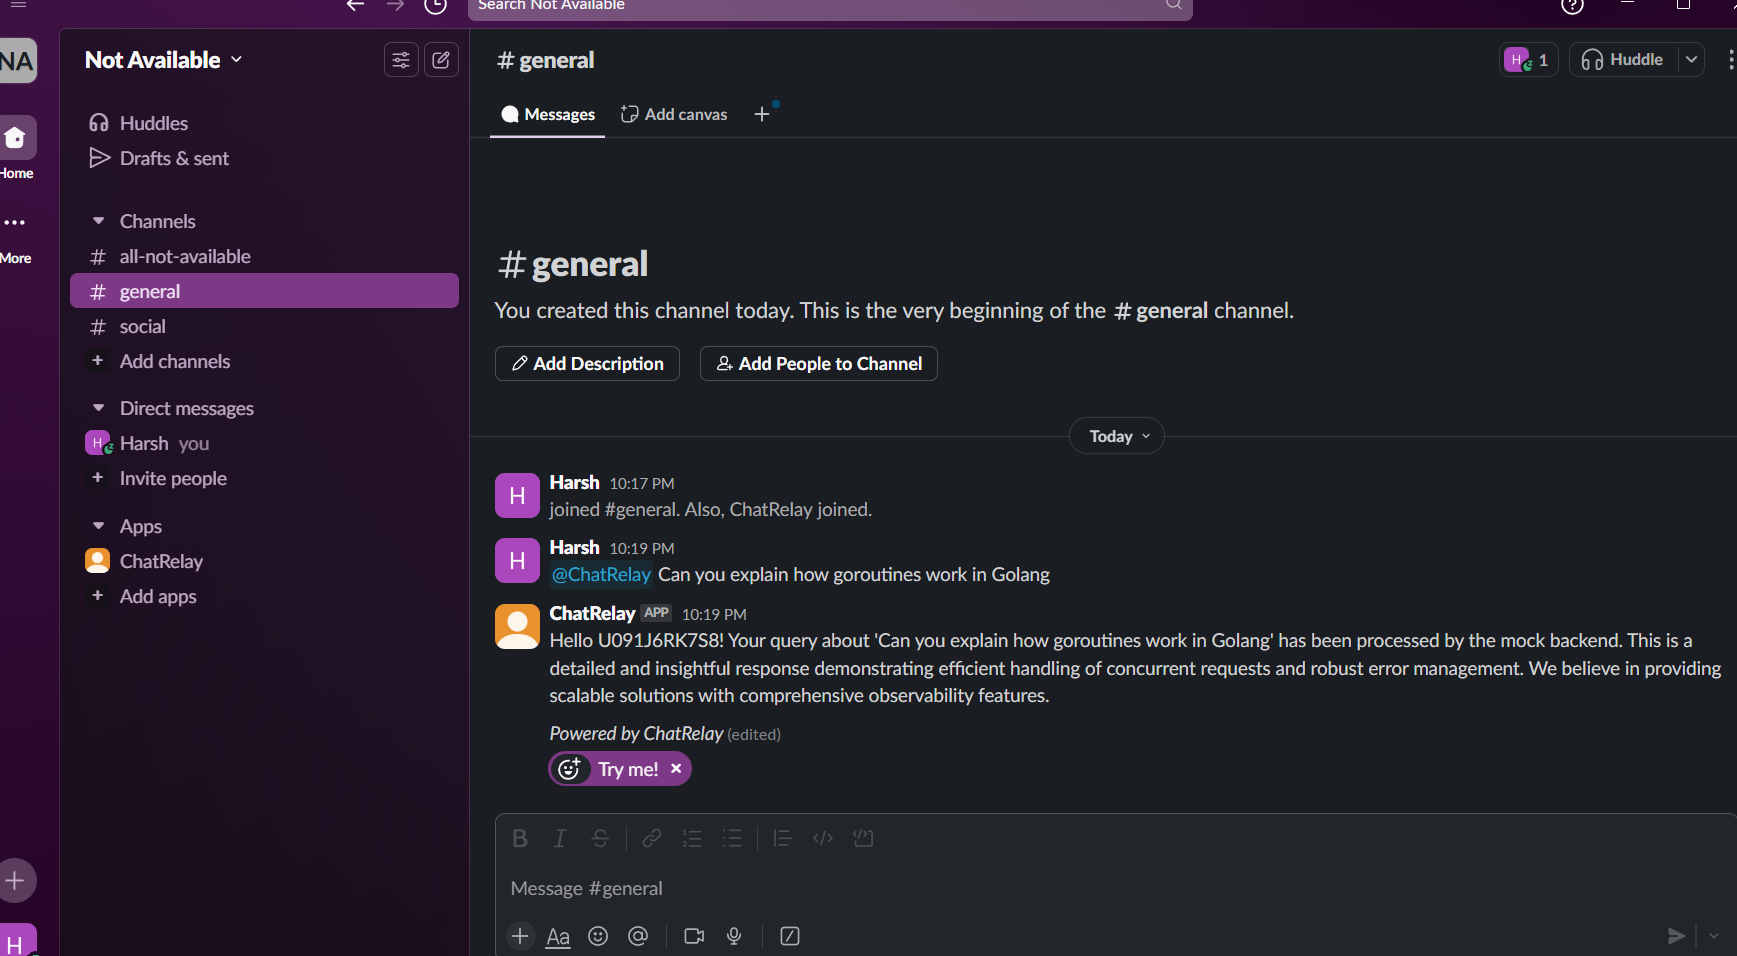 Search Not Available
NA
Not Available
# general
H 1
Huddle
Huddles
Messages
Add canvas
Drafts & sent
Home
Channels
# all-not-available
More
# general
# general
You created this channel today. This is the very beginning of the # general channel.
# social
+ Add channels
Add Description
Add People to Channel
Direct messages
H Harsh you
Today
+ Invite people
H
Harsh 10:17 PM
joined #general. Also, ChatRelay joined.
Apps
ChatRelay
+ Add apps
H
Harsh 10:19 PM
@ChatRelay Can you explain how goroutines work in Golang
ChatRelay APP 10:19 PM
Hello U091J6RK7S8! Your query about 'Can you explain how goroutines work in Golang' has been processed by the mock backend. This is a
detailed and insightful response demonstrating efficient handling of concurrent requests and robust error management. We believe in providing
scalable solutions with comprehensive observability features.
Powered by ChatRelay (edited)
Try me!
B I S
Message #general
Aa
H